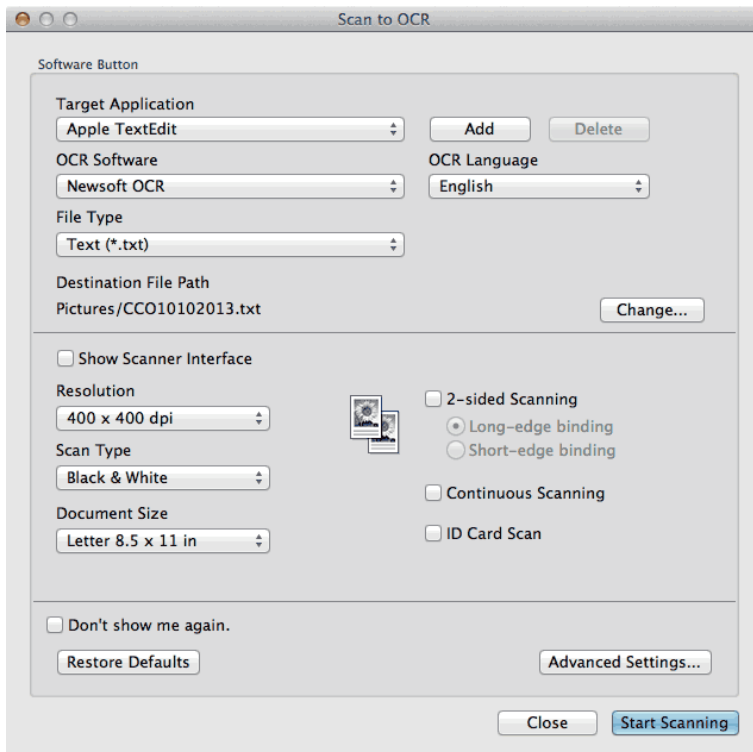 Scan to OCR
Software Button
Target Application
Apple TextEdit
Add
Delete
OCR Software
OCR Language
Newsoft OCR
English
File Type
Text (*.txt)
Destination File Path
Pictures/CCO10102013.txt
Change...
Show Scanner Interface
Resolution
400 x 400 dpi
2-sided Scanning
Long-edge binding
Short-edge binding
Scan Type
Black & White
Continuous Scanning
Document Size
Letter 8.5 x 11 in
ID Card Scan
Don't show me again.
Restore Defaults
Advanced Settings...
Close
Start Scanning